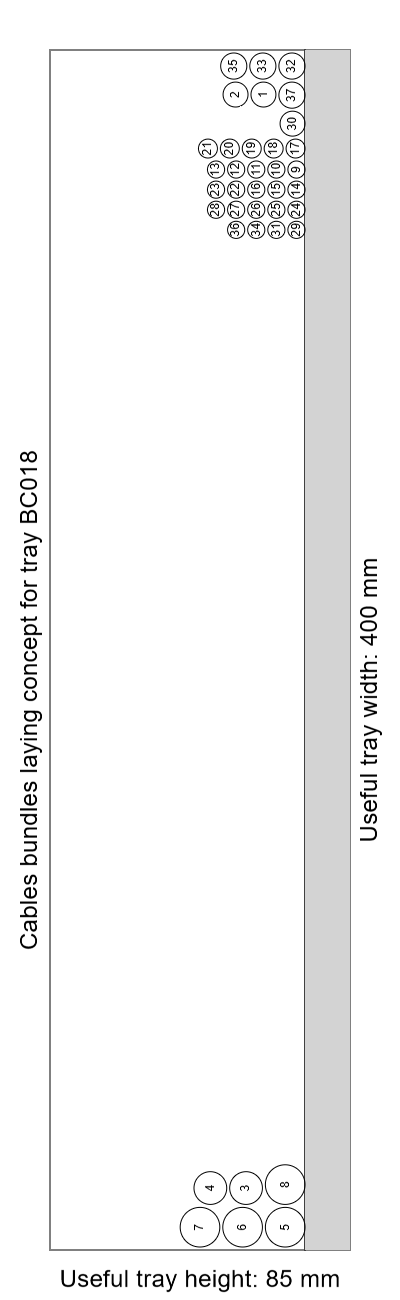 Cables bundles laying concept for tray BC018
35 33 32
2 1 37
30
21 20 19 18 17
13 12 11 10 9
23 22 16 15 14
28 27 26 25 24
36 34 31 29
4 3 8
7 6 5
Useful tray width: 400 mm
Useful tray height: 85 mm